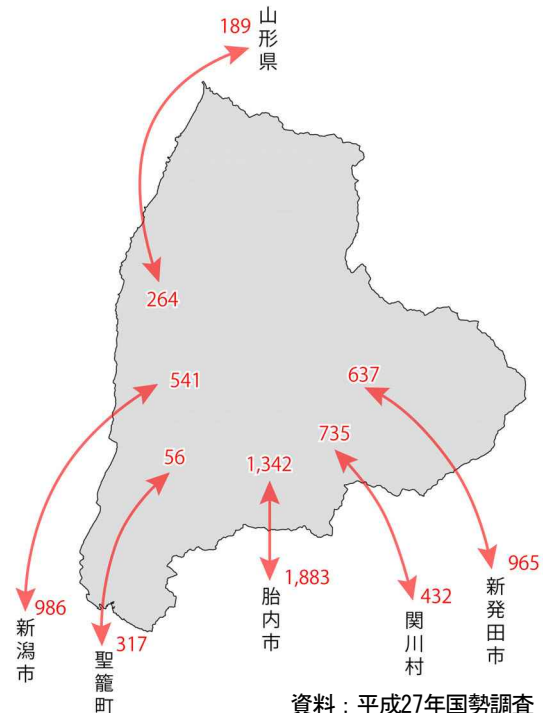 189
山形県
264
541
637
735
56
1,342
965
新発田市
1,883
胎内市
432
関川村
986
新潟市
317
聖籠町
資料：平成27年国勢調査